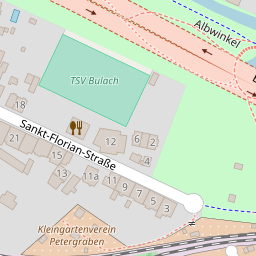 Albwinkel
TSV Bulach
18
Sankt-Florian-Straße
21
15
12
6
2
4
13
11a
11
9
7
5
3
Albwinkel
Kleingartenverein
Petergraben